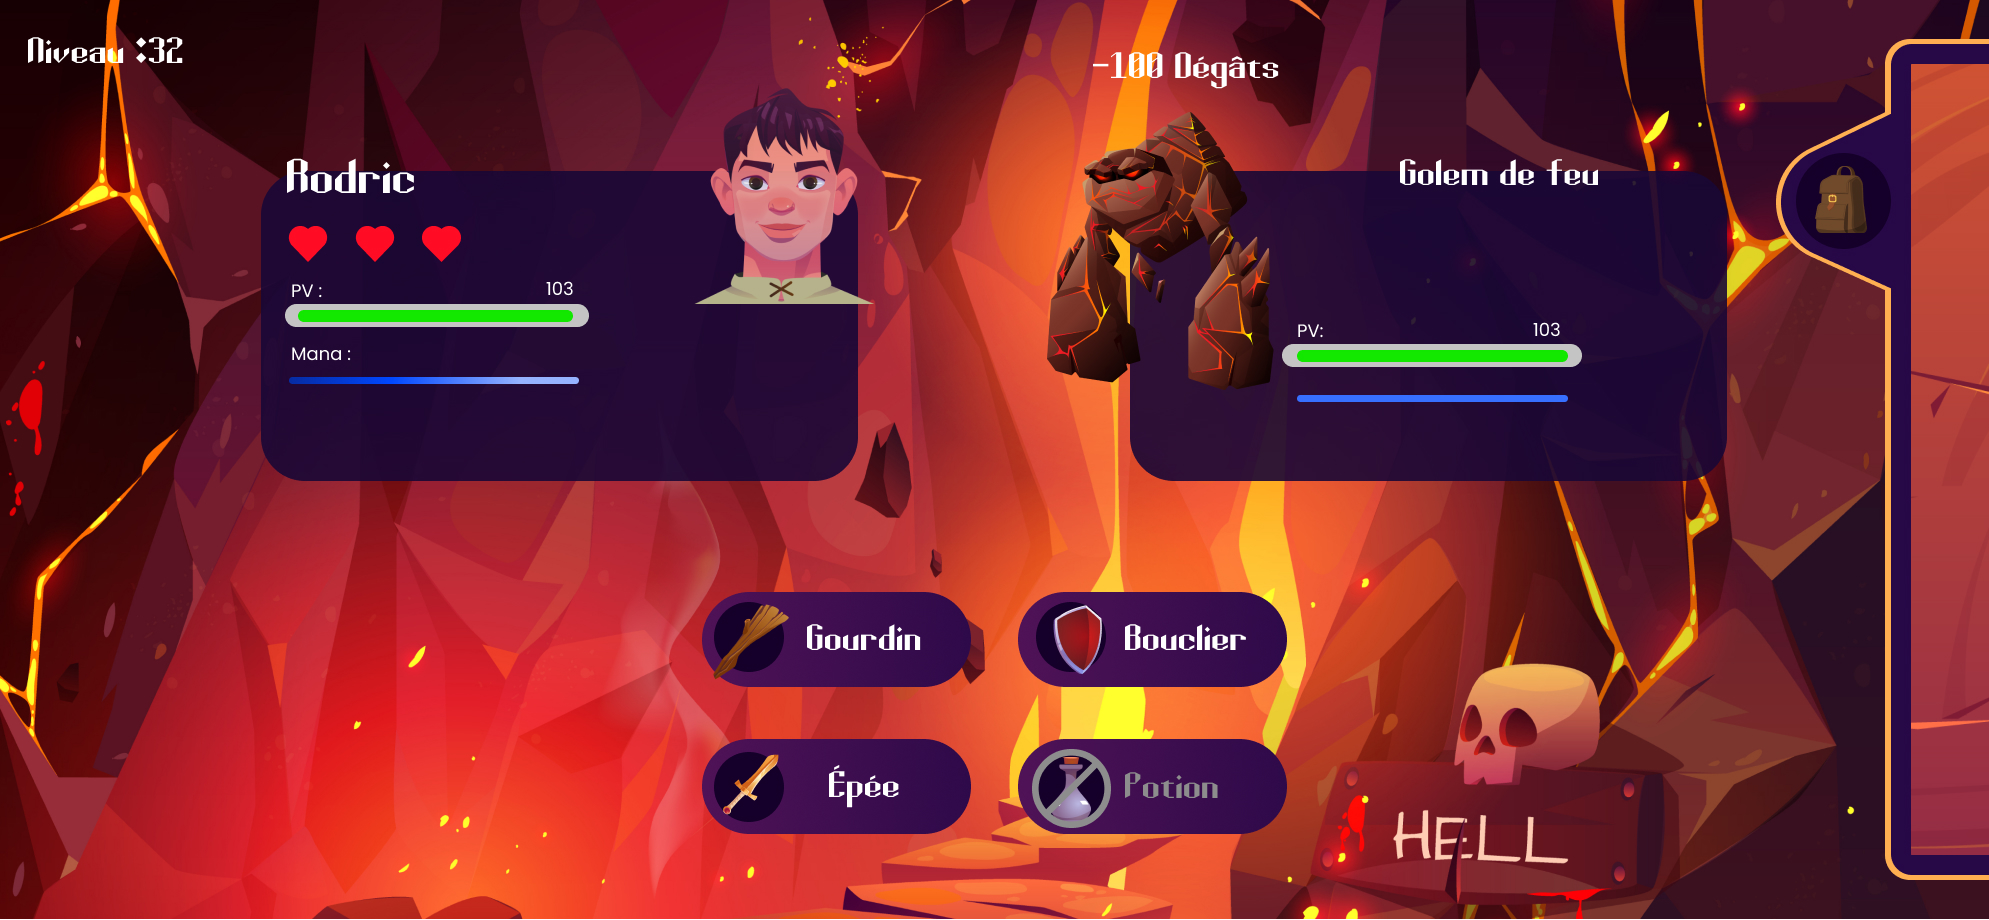 Niveau :32
-100 Dégâts
Rodric
Golem de feu
PV :
103
Mana :
PV:
103
Gourdin
Bouclier
Épée
Potion
HELL